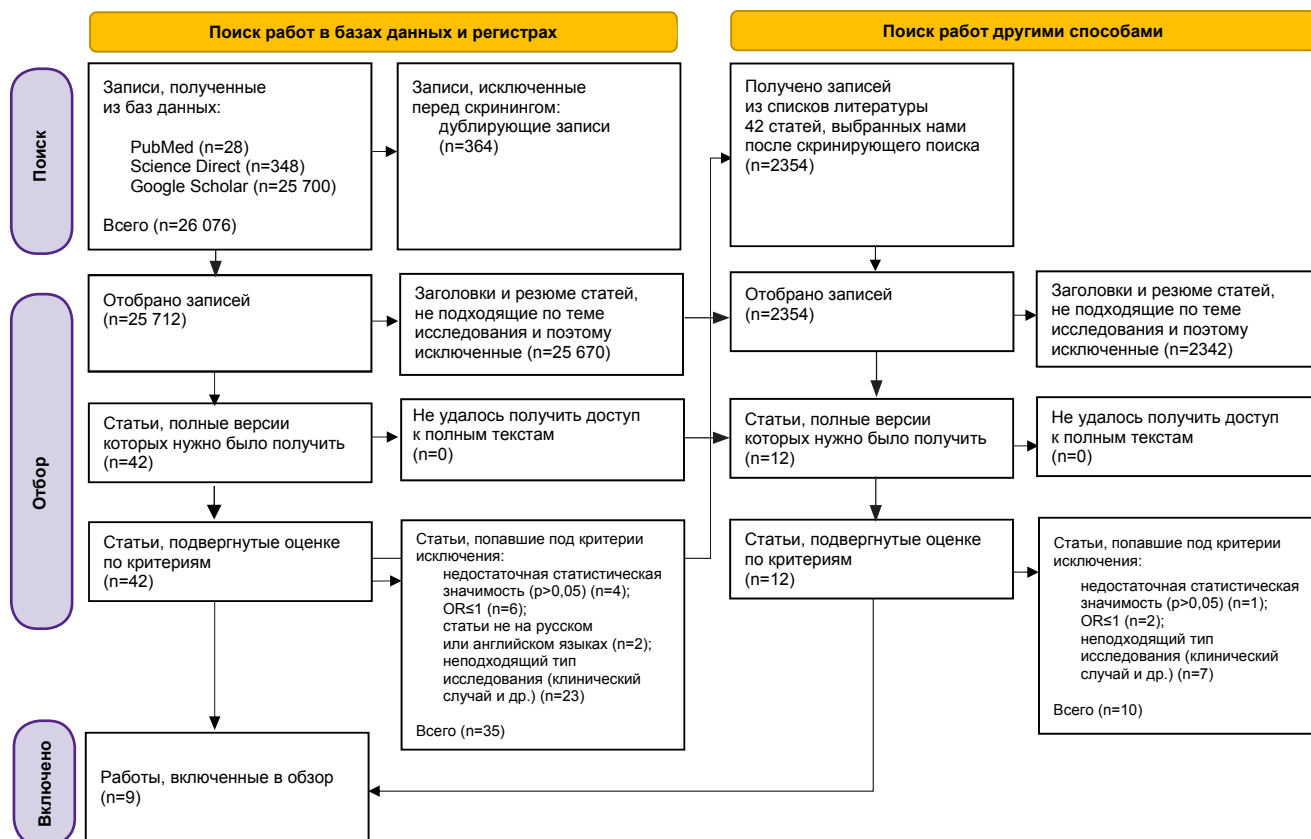 Поиск работ в базах данных и регистрах
Поиск работ другими способами
Поиск
Записи, полученные
из баз данных:
PubMed (n=28)
Science Direct (n=348)
Google Scholar (n=25 700)
Всего (n=26 076)
Записи, исключенные
перед скринингом:
дублирующие записи
(n=364)
Получено записей
из списков литературы
42 статей, выбранных нами
после скринирующего поиска
(n=2354)
Отбор
Отобрано записей
(n=25 712)
Заголовки и резюме статей,
не подходящие по теме
исследования и поэтому
исключенные (n=25 670)
Отобрано записей
(n=2354)
Заголовки и резюме статей,
не подходящие по теме
исследования и поэтому
исключенные (n=2342)
Статьи, полные версии
которых нужно было получить
(n=42)
Не удалось получить доступ
к полным текстам
(n=0)
Статьи, полные версии
которых нужно было получить
(n=12)
Не удалось получить доступ
к полным текстам
(n=0)
Статьи, подвергнутые оценке
по критериям
(n=42)
Статьи, попавшие под критерии
исключения:
недостаточная статистическая
значимость (p>0,05) (n=4);
OR≤1 (n=6);
статьи не на русском
или английском языках (n=2);
неподходящий тип
исследования (клинический
случай и др.) (n=23)
Всего (n=35)
Статьи, подвергнутые оценке
по критериям
(n=12)
Статьи, попавшие под критерии
исключения:
недостаточная статистическая
значимость (p>0,05) (n=1);
OR≤1 (n=2);
неподходящий тип
исследования (клинический
случай и др.) (n=7)
Всего (n=10)
Включено
Работы, включенные в обзор
(n=9)